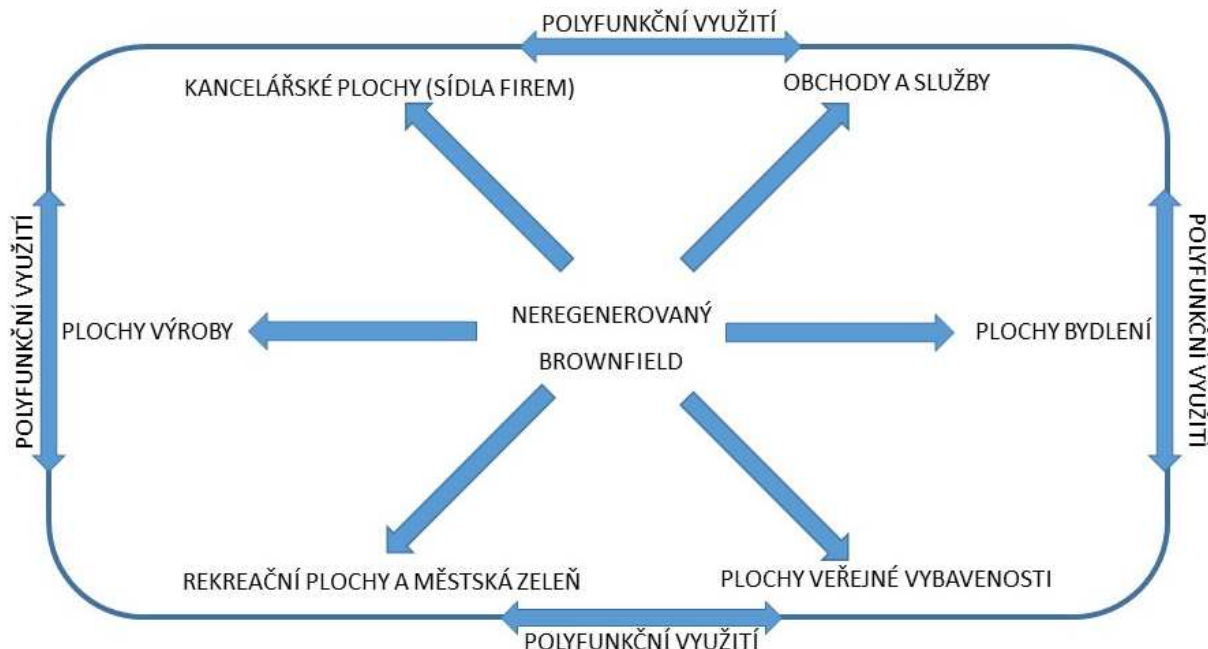 POLYFUNKČNÍ VYUŽITÍ
KANCELÁŘSKÉ PLOCHY (SÍDLA FIREM)
OBCHODY A SLUŽBY
POLYFUNKČNÍ VYUŽITÍ
PLOCHY VÝROBY
NEREGENEROVANÝ
BROWNFIELD
PLOCHY BYDLENÍ
POLYFUNKČNÍ VYUŽITÍ
REKREAČNÍ PLOCHY A MĚSTSKÁ ZELEŇ
PLOCHY VEŘEJNÉ VYBAVENOSTI
POLYFUNKČNÍ VYUŽITÍ